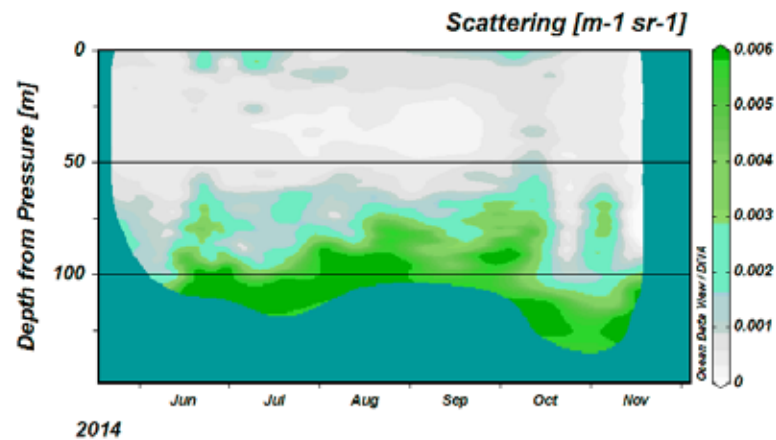 Scattering [m-1 sr-1]
Depth from Pressure [m]
0
50
100
Jun Jul Aug Sep Oct Nov
2014
Ocean Data View / DIVA
0.006
0.005
0.004
0.003
0.002
0.001
0